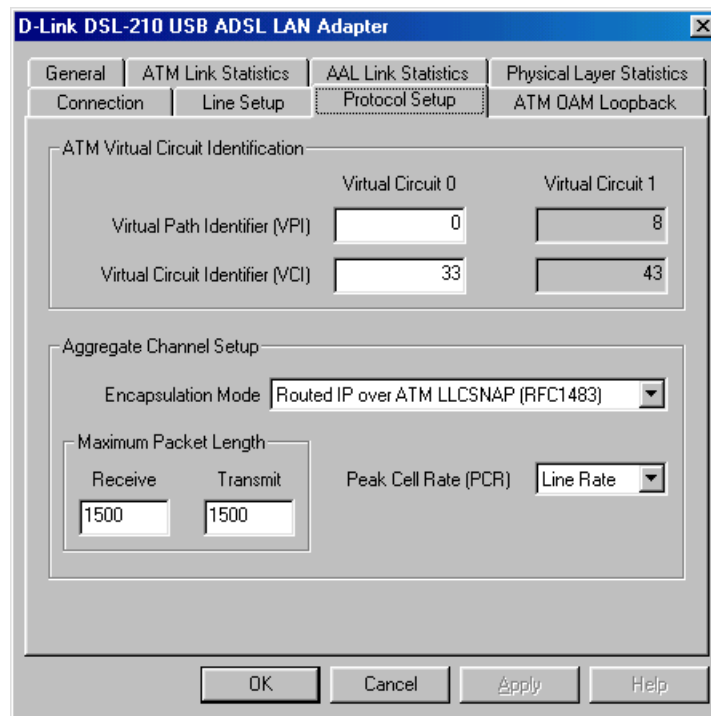 D-Link DSL-210 USB ADSL LAN Adapter
General ATM Link Statistics AAL Link Statistics Physical Layer Statistics
Connection Line Setup Protocol Setup ATM OAM Loopback
ATM Virtual Circuit Identification
Virtual Circuit 0 Virtual Circuit 1
Virtual Path Identifier (VPI) 0 8
Virtual Circuit Identifier (VCI) 33 43
Aggregate Channel Setup
Encapsulation Mode Routed IP over ATM LLCSNAP (RFC1483)
Maximum Packet Length
Receive Transmit Peak Cell Rate (PCR) Line Rate
1500 1500
OK Cancel Apply Help